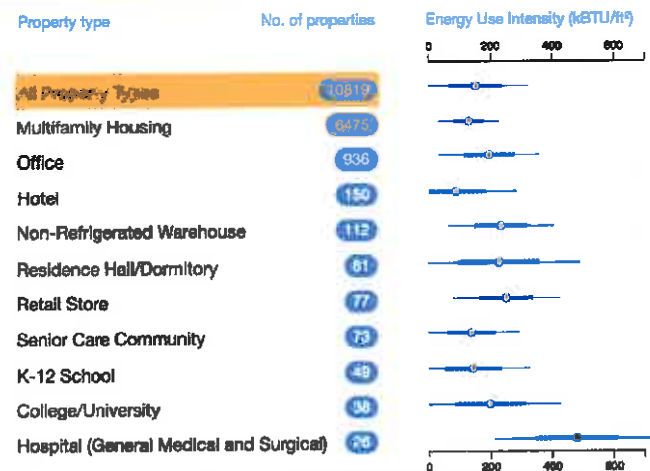 Property type No. of properties Energy Use Intensity (kBTU/ft²)
0 200 400 600
All Property Types 10819
Multifamily Housing 6475
Office 936
Hotel 150
Non-Refrigerated Warehouse 112
Residence Hall/Dormitory 81
Retail Store 77
Senior Care Community 73
K-12 School 49
College/University 38
Hospital (General Medical and Surgical) 26
0 200 400 600